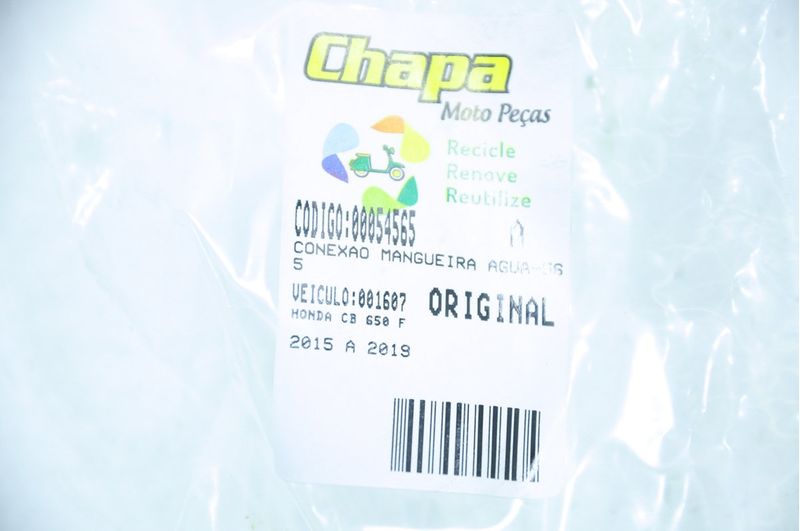 Chapa
Moto Peças
Recicle
Renove
Reutilize
CODIGO:00054565
CONEXAO MANGUEIRA AGUA-
5
VEICULO:001607 ORIGINAL
HONDA CB 650 F
2015 A 2019